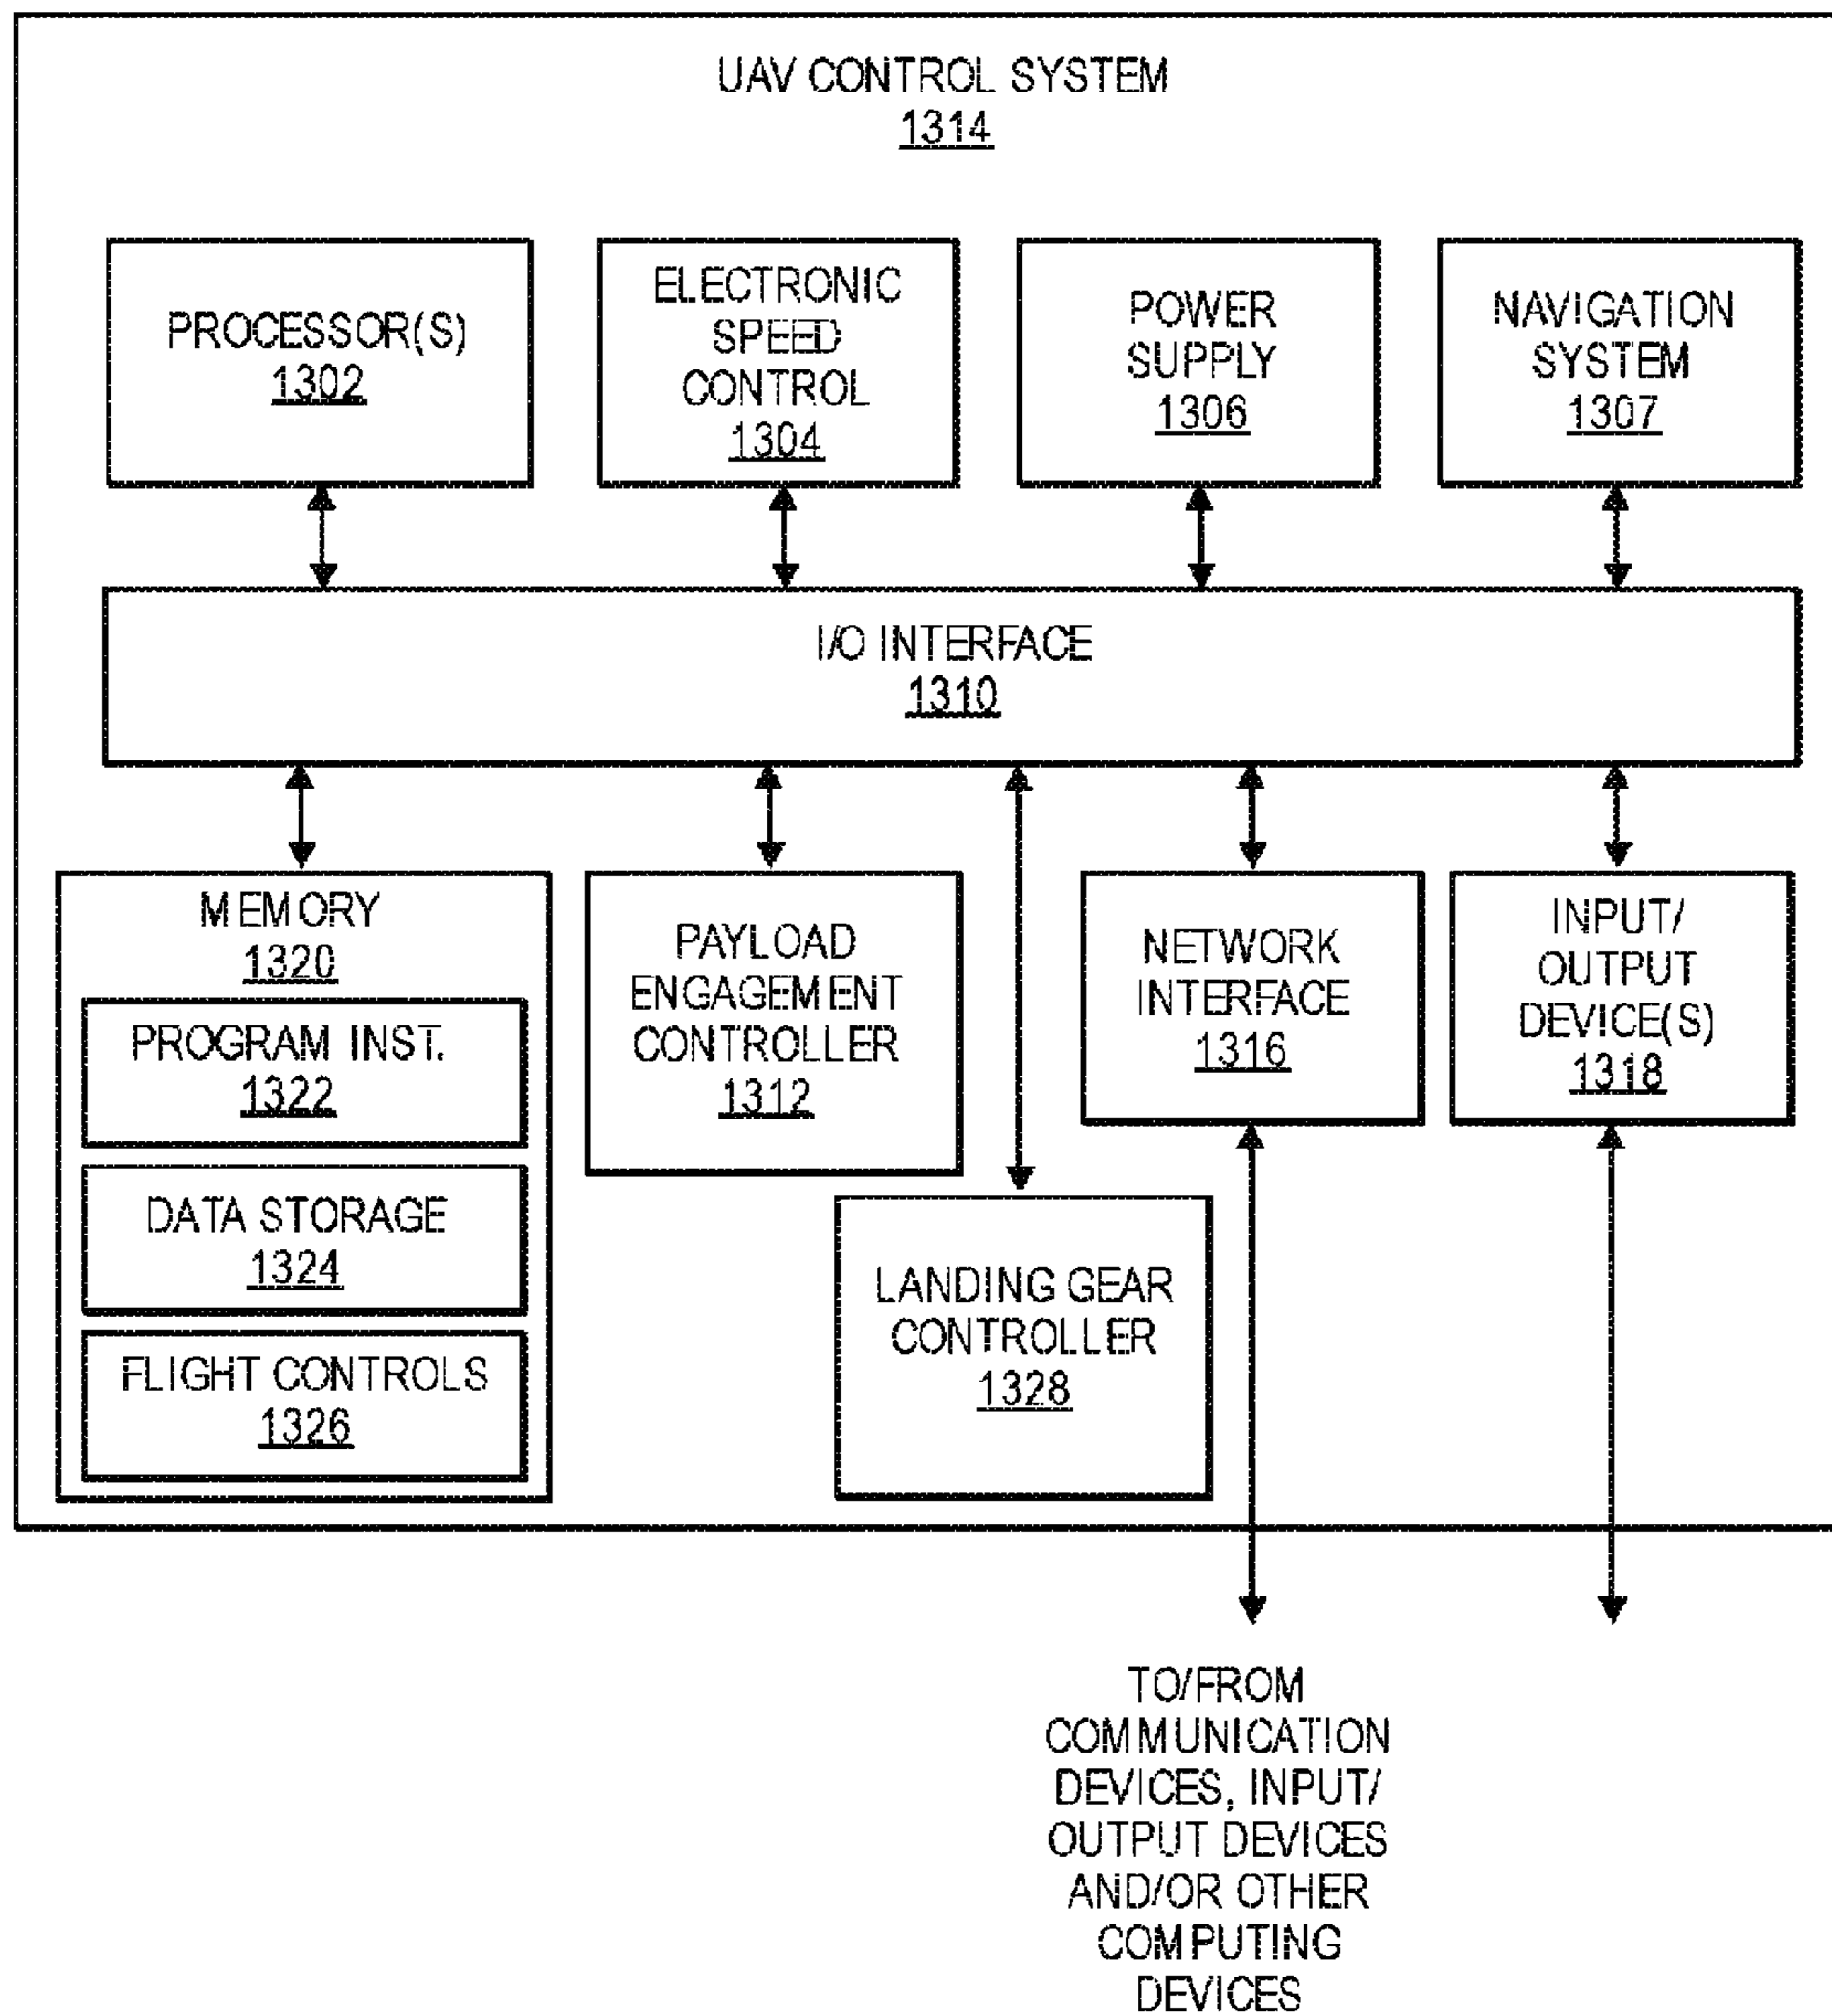 UAV CONTROL SYSTEM
1314
PROCESSOR(S)
1302
ELECTRONIC
SPEED
CONTROL
1304
POWER
SUPPLY
1306
NAVIGATION
SYSTEM
1307
I/O INTERFACE
1310
MEMORY
1320
PROGRAM INST.
1322
DATA STORAGE
1324
FLIGHT CONTROLS
1326
PAYLOAD
ENGAGEMENT
CONTROLLER
1312
LANDING GEAR
CONTROLLER
1328
NETWORK
INTERFACE
1316
INPUT/
OUTPUT
DEVICE(S)
1318
TO/FROM
COMMUNICATION
DEVICES, INPUT/
OUTPUT DEVICES
AND/OR OTHER
COMPUTING
DEVICES